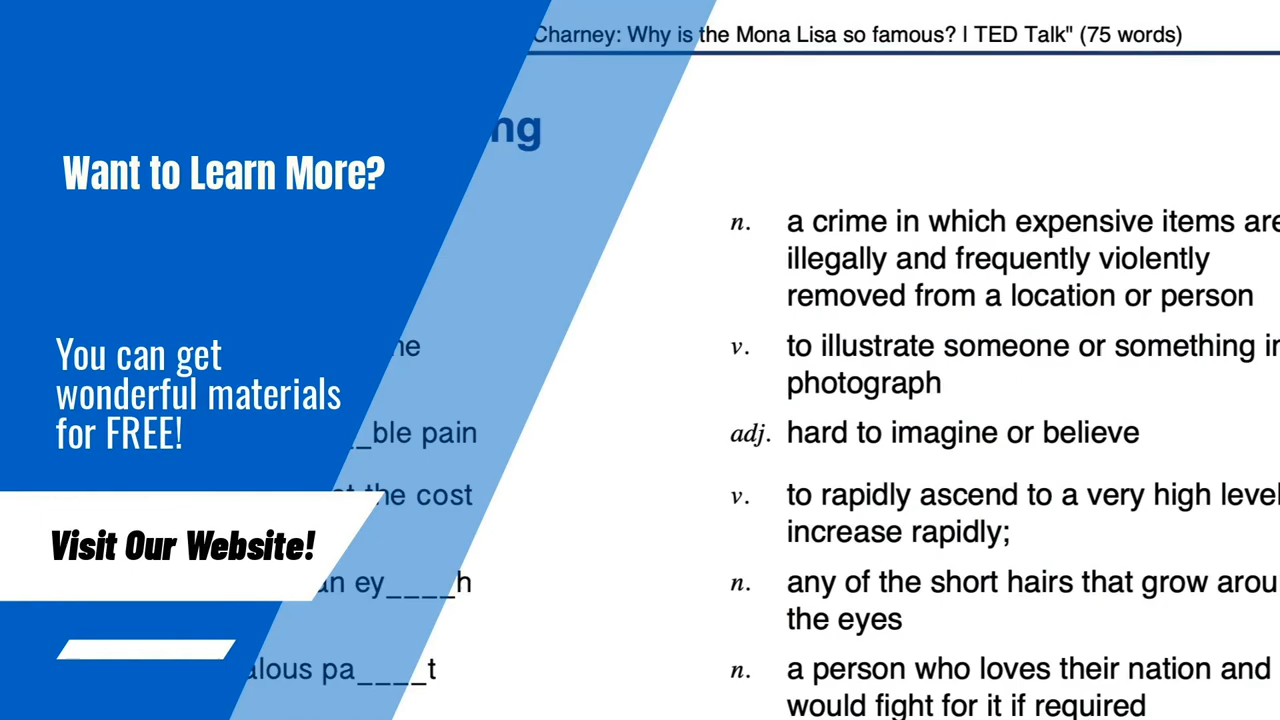 Charney: Why is the Mona Lisa so famous? | TED Talk" (75 words)
ng
Want to Learn More?
You can get
wonderful materials
for FREE!
Visit Our Website!
n. a crime in which expensive items are
illegally and frequently violently
removed from a location or person
he
v. to illustrate someone or something in
photograph
_ble pain
adj. hard to imagine or believe
the cost
v. to rapidly ascend to a very high level
increase rapidly;
an ey____h
n. any of the short hairs that grow arou
the eyes
alous pa____t
n. a person who loves their nation and
would fight for it if required